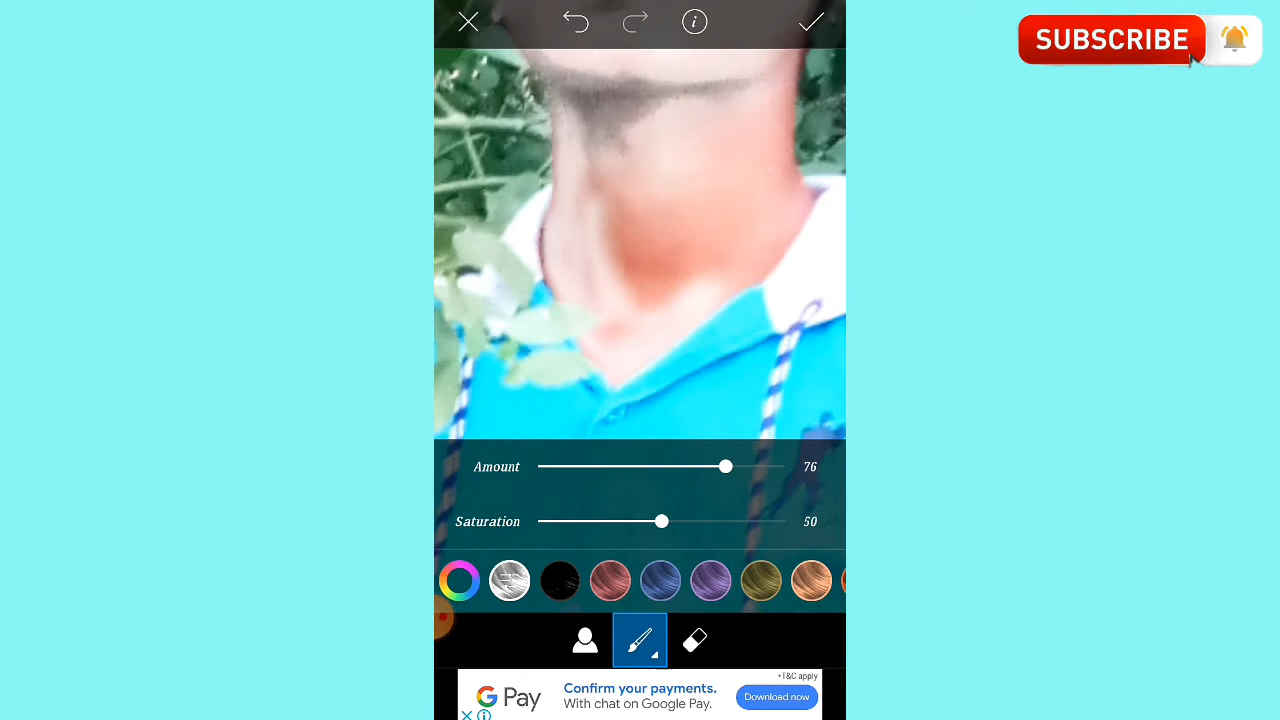 SUBSCRIBE
Amount 76
Saturation 50
*T&C apply
G Pay
Confirm your payments.
With chat on Google Pay.
Download now